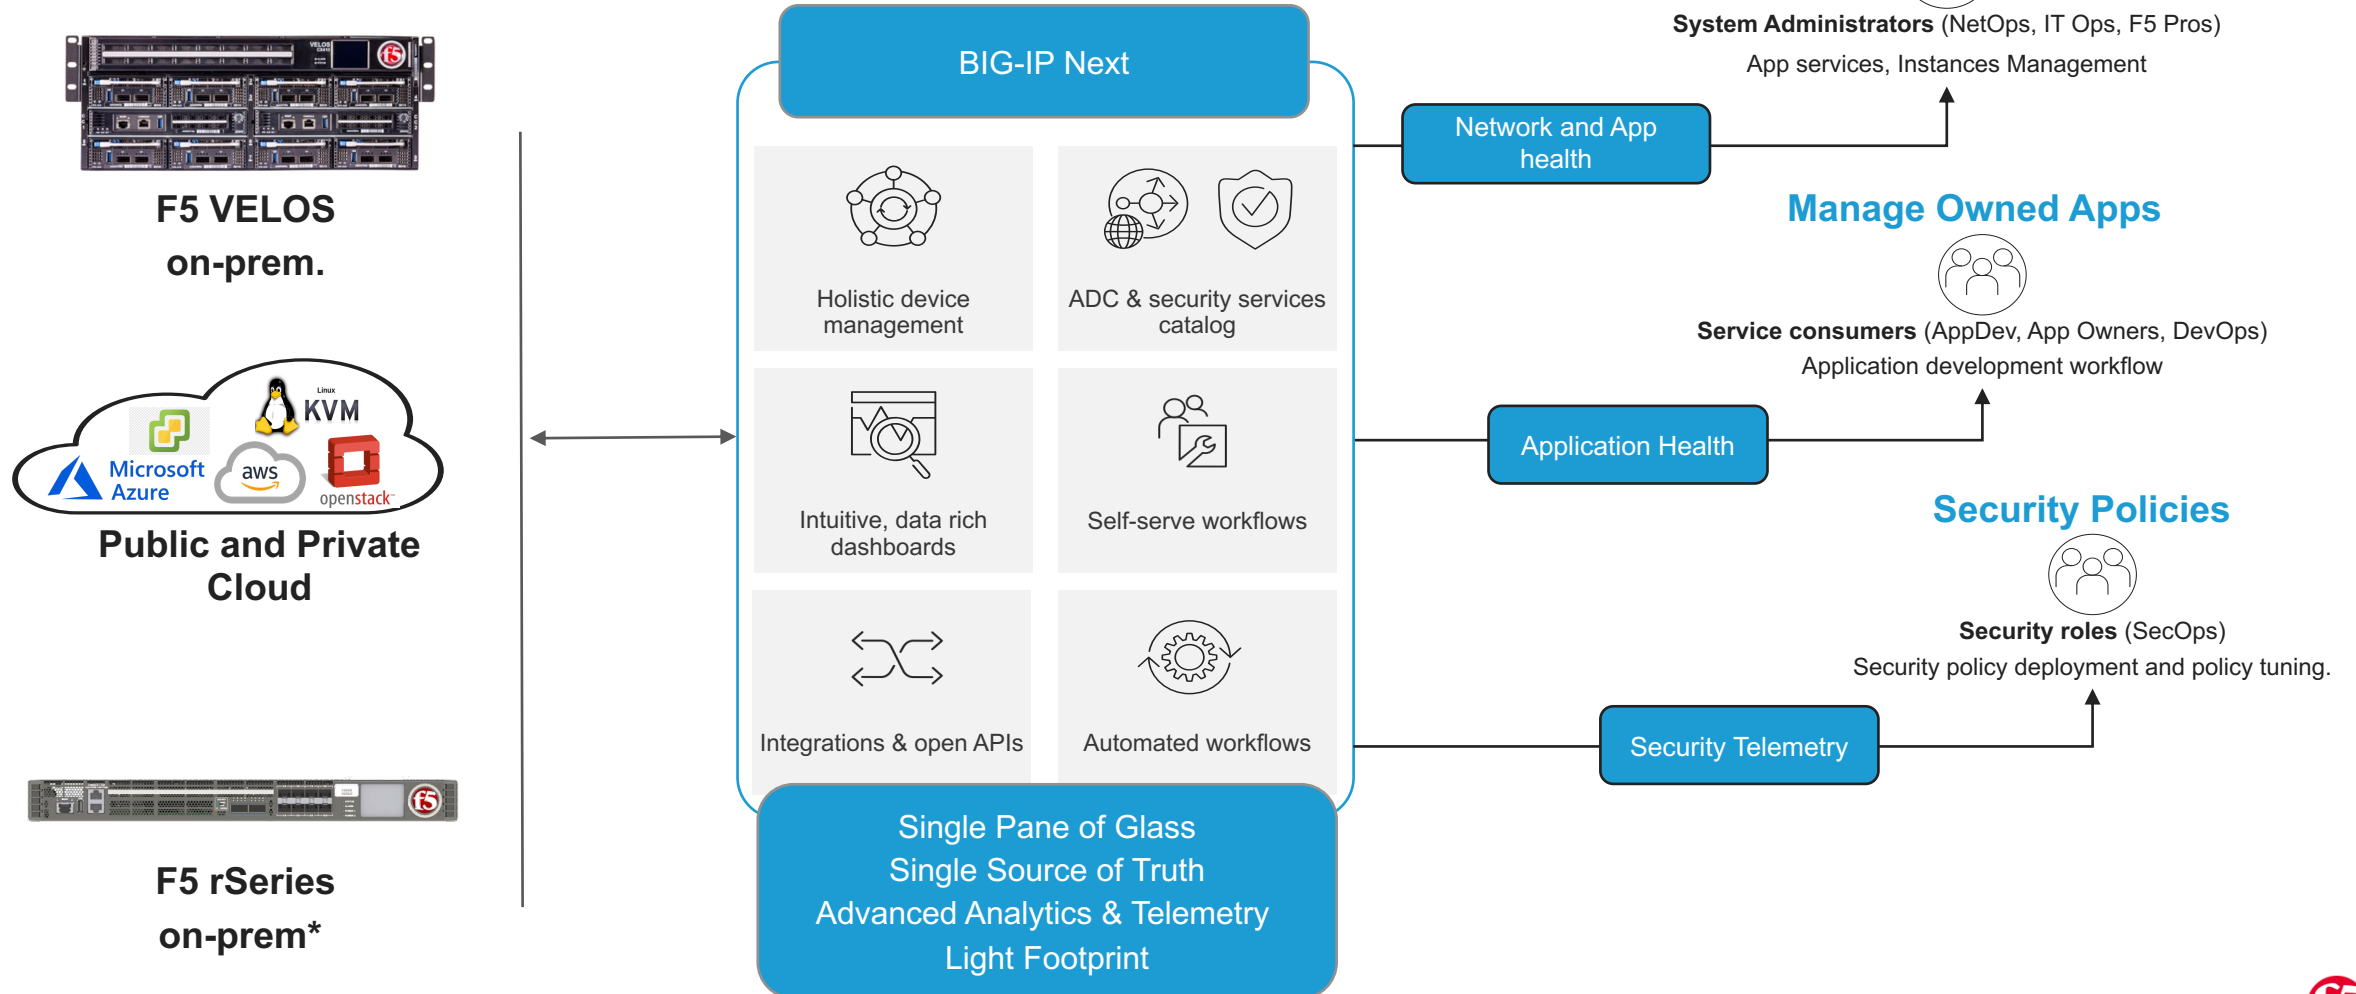 VELOS
f5
F5 VELOS
on-prem.
Linux
KVM
Microsoft
Azure
aws
openstack
Public and Private
Cloud
f5
F5 rSeries
on-prem*
BIG-IP Next
Holistic device
management
ADC & security services
catalog
Intuitive, data rich
dashboards
Self-serve workflows
Integrations & open APIs
Automated workflows
Single Pane of Glass
Single Source of Truth
Advanced Analytics & Telemetry
Light Footprint
System Administrators (NetOps, IT Ops, F5 Pros)
App services, Instances Management
Network and App
health
Manage Owned Apps
Service consumers (AppDev, App Owners, DevOps)
Application development workflow
Application Health
Security Policies
Security roles (SecOps)
Security policy deployment and policy tuning.
Security Telemetry